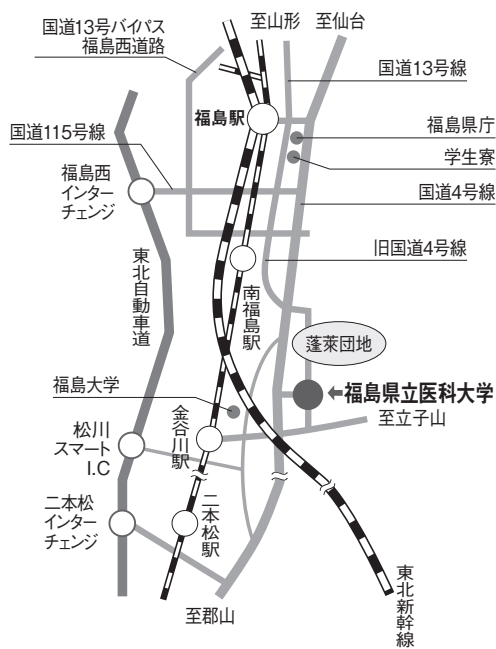 至山形
至仙台
国道13号バイパス
福島西道路
国道13号線
福島駅
福島県庁
国道115号線
学生寮
福島西
インター
チェンジ
国道4号線
旧国道4号線
東北自動車道
南福島駅
蓬萊団地
福島大学
←福島県立医科大学
金谷川駅
至立子山
松川
スマート
I.C
二本松
インター
チェンジ
二本松駅
至郡山
東北新幹線